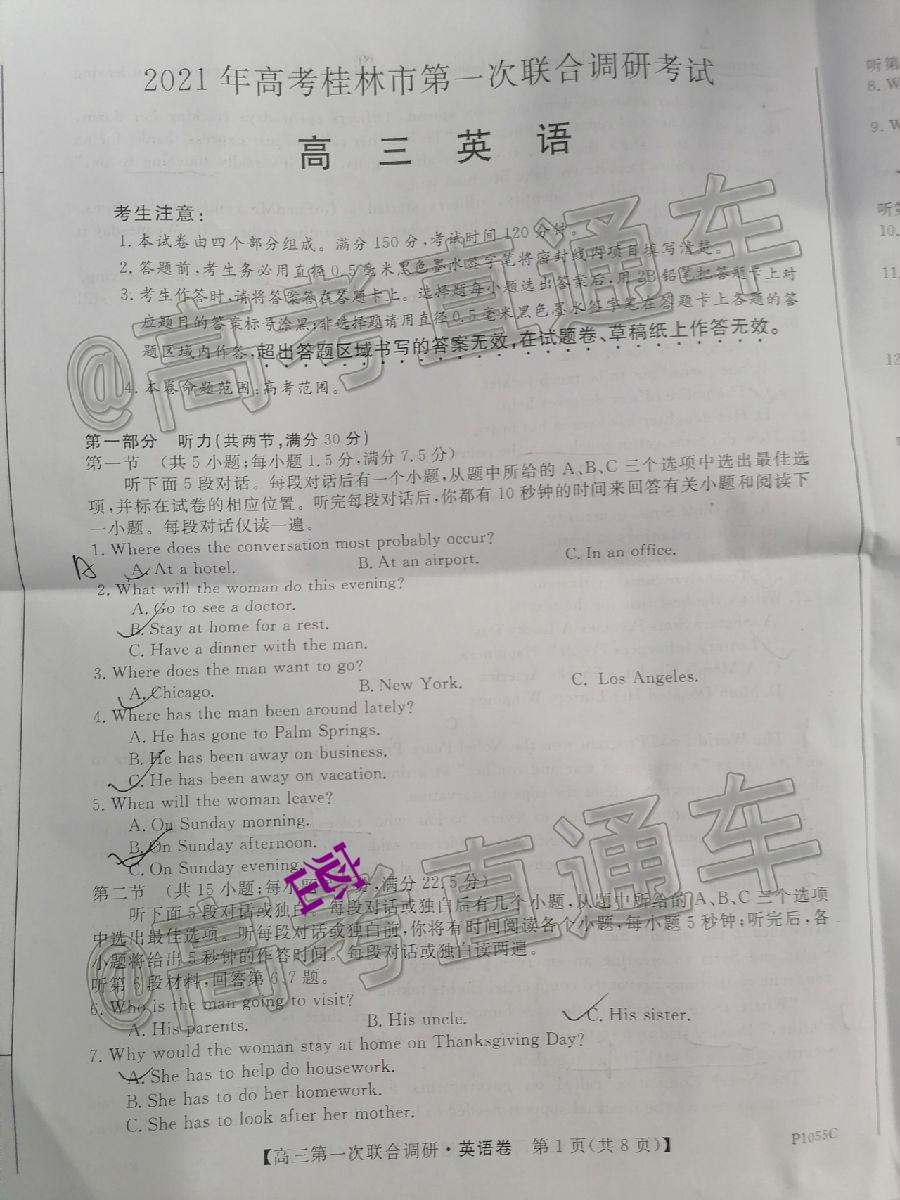 2021年高考桂林市第一次联合调研考试
高三英语
考生注意:
1.本试卷由四个部分组成。满分150分,考试时间120分钟。
2.答题前,考生务必用直径0.5毫米黑色墨水签字笔将密封线内项目填写清楚。
3.考生作答时,请将答案答在答题卡上。选择题每小题选出答案后,用2B铅笔把答题卡上对
应题目的答案标号涂黑;非选择题请用直径0.5毫米黑色墨水签字笔在答题卡上各题的答
题区域内作答,超出答题区域书写的答案无效,在试题卷、草稿纸上作答无效。
4.本卷命题范围:高考范围。
@高考直通车
第一部分 听力(共两节,满分30分)
第一节 (共5小题;每小题1.5分,满分7.5分)
听下面5段对话。每段对话后有一个小题,从题中所给的A、B、C三个选项中选出最佳选
项,并标在试卷的相应位置。听完每段对话后,你都有10秒钟的时间来回答有关小题和阅读下
一小题。每段对话仅读一遍。
1. Where does the conversation most probably occur?
A
A. At a hotel. B. At an airport. C. In an office.
2. What will the woman do this evening?
A. Go to see a doctor.
B. Stay at home for a rest.
C. Have a dinner with the man.
3. Where does the man want to go?
A. Chicago. B. New York. C. Los Angeles.
4. Where has the man been around lately?
A. He has gone to Palm Springs.
B. He has been away on business.
C. He has been away on vacation.
5. When will the woman leave?
A. On Sunday morning.
B. On Sunday afternoon.
C. On Sunday evening.
密
第二节 (共15小题;每小题1.5分,满分22.5分)
听下面5段对话或独白。每段对话或独白后有几个小题,从题中所给的A、B、C三个选项
中选出最佳选项。听每段对话或独白前,你将有时间阅读各个小题,每小题5秒钟;听完后,各
小题将给出5秒钟的作答时间。每段对话或独白读两遍。
@高考直通车
听第6段材料,回答第6、7题。
6. Who is the man going to visit?
A. His parents. B. His uncle. C. His sister.
7. Why would the woman stay at home on Thanksgiving Day?
A. She has to help do housework.
B. She has to do her homework.
C. She has to look after her mother.
【高三第一次联合调研·英语卷 第1页(共8页)】
P1055C
听第
8. W
9. W
听第
10.
11.
12